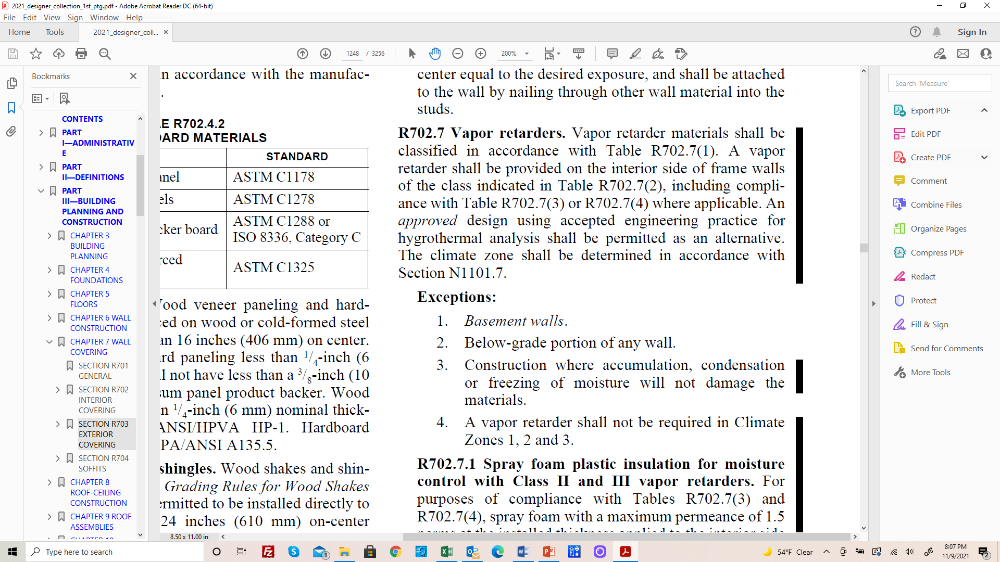 2021_designer_collection_1st_ptg.pdf - Adobe Acrobat Reader DC (64-bit)
File Edit View Sign Window Help
Home Tools 2021_designer_coll... ×
Sign In
1248 / 3256
200%
Bookmarks
CONTENTS
PART
I—ADMINISTRATIV
E
PART
II—DEFINITIONS
PART
III—BUILDING
PLANNING AND
CONSTRUCTION
CHAPTER 3
BUILDING
PLANNING
CHAPTER 4
FOUNDATIONS
CHAPTER 5
FLOORS
CHAPTER 6 WALL
CONSTRUCTION
CHAPTER 7 WALL
COVERING
SECTION R701
GENERAL
SECTION R702
INTERIOR
COVERING
SECTION R703
EXTERIOR
COVERING
SECTION R704
SOFFITS
CHAPTER 8
ROOF-CEILING
CONSTRUCTION
CHAPTER 9 ROOF
ASSEMBLIES
in accordance with the manufac-
.
E R702.4.2
ARD MATERIALS
STANDARD
anel ASTM C1178
els ASTM C1278
cker board ASTM C1288 or
ISO 8336, Category C
rced ASTM C1325
ood veneer paneling and hard-
ced on wood or cold-formed steel
an 16 inches (406 mm) on center.
rd paneling less than 1/4-inch (6
ll not have less than a 3/8-inch (10
sum panel product backer. Wood
n 1/4-inch (6 mm) nominal thick-
ANSI/HPVA HP-1. Hardboard
PA/ANSI A135.5.
shingles. Wood shakes and shin-
Grading Rules for Wood Shakes
ermitted to be installed directly to
24 inches (610 mm) on-center
8.50 x 11.00 in
center equal to the desired exposure, and shall be attached
to the wall by nailing through other wall material into the
studs.
R702.7 Vapor retarders. Vapor retarder materials shall be
classified in accordance with Table R702.7(1). A vapor
retarder shall be provided on the interior side of frame walls
of the class indicated in Table R702.7(2), including compli-
ance with Table R702.7(3) or R702.7(4) where applicable. An
approved design using accepted engineering practice for
hygrothermal analysis shall be permitted as an alternative.
The climate zone shall be determined in accordance with
Section N1101.7.
Exceptions:
1. Basement walls.
2. Below-grade portion of any wall.
3. Construction where accumulation, condensation
or freezing of moisture will not damage the
materials.
4. A vapor retarder shall not be required in Climate
Zones 1, 2 and 3.
R702.7.1 Spray foam plastic insulation for moisture
control with Class II and III vapor retarders. For
purposes of compliance with Tables R702.7(3) and
R702.7(4), spray foam with a maximum permeance of 1.5
Search 'Measure'
Export PDF
Edit PDF
Create PDF
Comment
Combine Files
Organize Pages
Compress PDF
Redact
Protect
Fill & Sign
Send for Comments
More Tools
Type here to search
54°F Clear
8:07 PM
11/9/2021